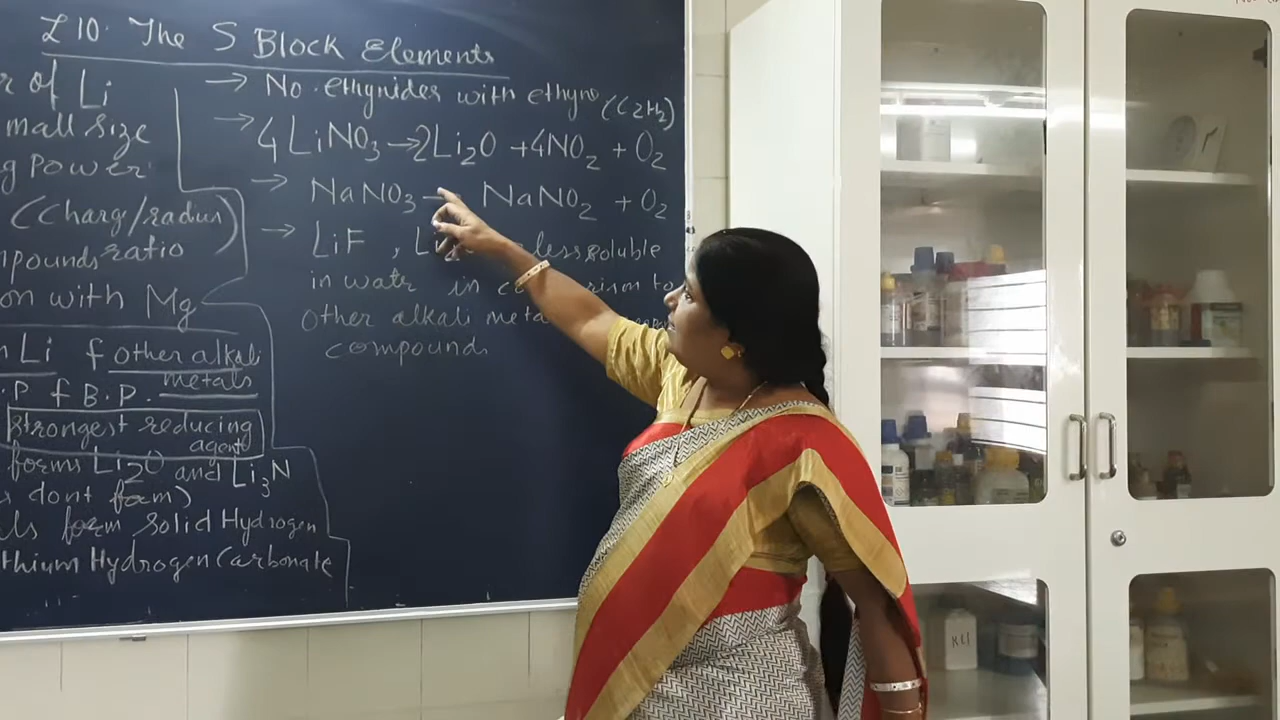 L 10. The S Block Elements
r of Li
mall size
g power
(Charg/radius)
mpounds ratio
on with Mg
n Li f other alkali
.P f B.P. metals
strongest reducing
agent
forms Li2O and Li3N
s dont form)
ls form solid Hydrogen
thium Hydrogen Carbonate
→ No. ethynides with ethyne (C2H2)
→ 4LiNO3 → 2Li2O + 4NO2 + O2
→ NaNO3 → NaNO2 + O2
→ LiF , Li less soluble
in water in to
Other alkali meta
compounds
KCl